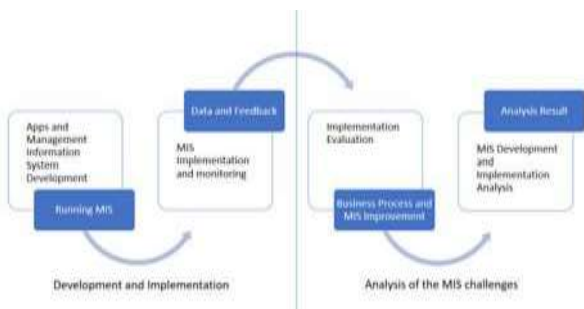 Apps and
Management
Information
System
Development
Running MIS
Data and Feedback
MIS
Implementation
and monitoring
Implementation
Evaluation
Business Process and
MIS Improvement
Analysis Result
MIS Development
and
Implementation
Analysis
Development and Implementation
Analysis of the MIS challenges